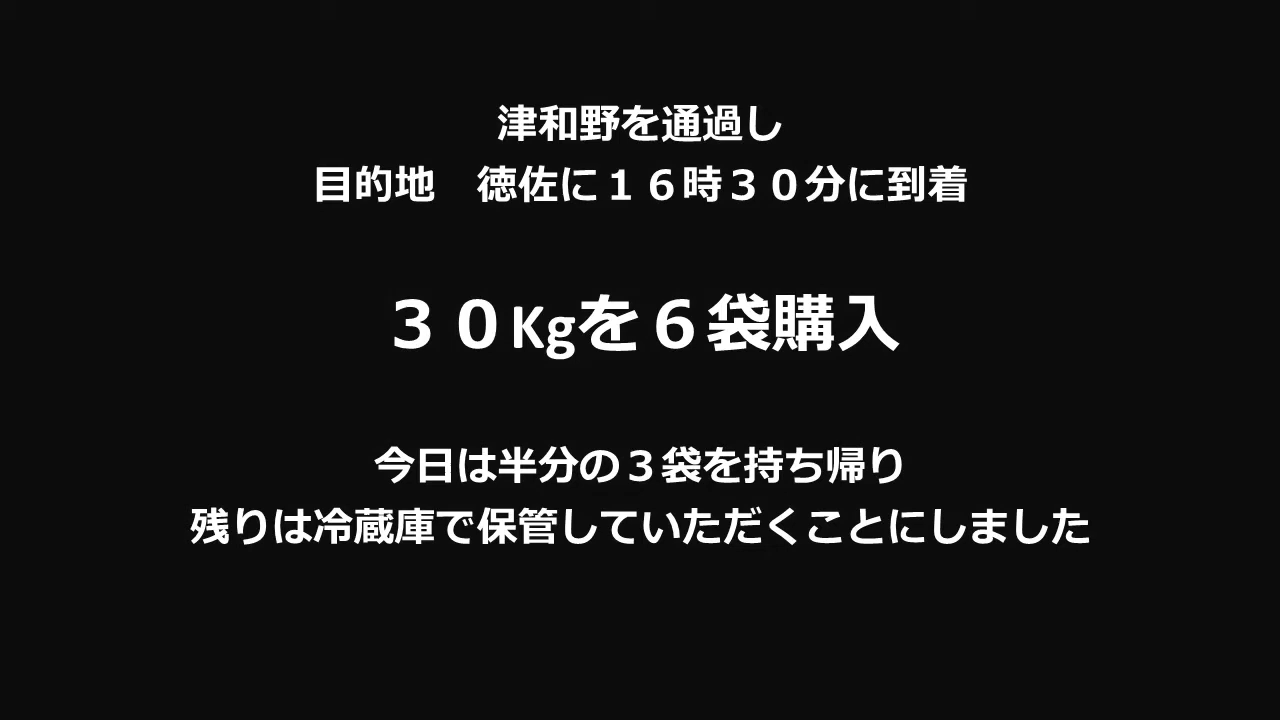 津和野を通過し
目的地　徳佐に１６時３０分に到着
３０Kgを６袋購入
今日は半分の３袋を持ち帰り
残りは冷蔵庫で保管していただくことにしました